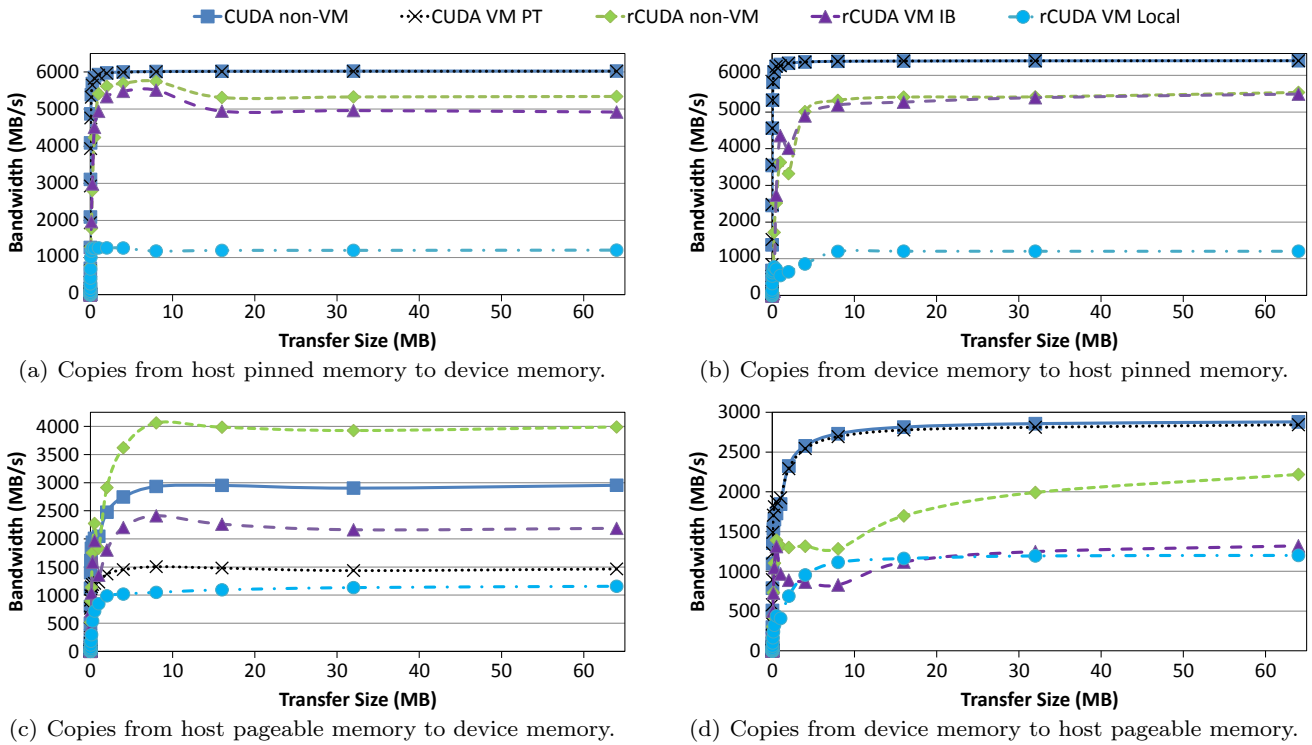 CUDA non-VM CUDA VM PT rCUDA non-VM rCUDA VM IB rCUDA VM Local
Bandwidth (MB/s)
6000
5000
4000
3000
2000
1000
0
0 10 20 30 40 50 60
Transfer Size (MB)
(a) Copies from host pinned memory to device memory.
Bandwidth (MB/s)
6000
5000
4000
3000
2000
1000
0
0 10 20 30 40 50 60
Transfer Size (MB)
(b) Copies from device memory to host pinned memory.
Bandwidth (MB/s)
4000
3500
3000
2500
2000
1500
1000
500
0
0 10 20 30 40 50 60
Transfer Size (MB)
(c) Copies from host pageable memory to device memory.
Bandwidth (MB/s)
3000
2500
2000
1500
1000
500
0
0 10 20 30 40 50 60
Transfer Size (MB)
(d) Copies from device memory to host pageable memory.